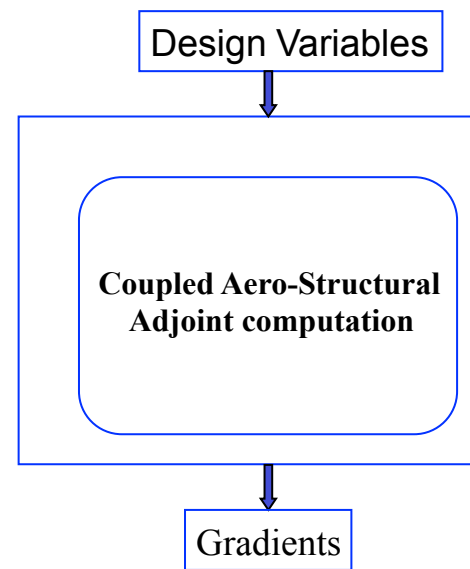 Design Variables
Coupled Aero-Structural
Adjoint computation
Gradients